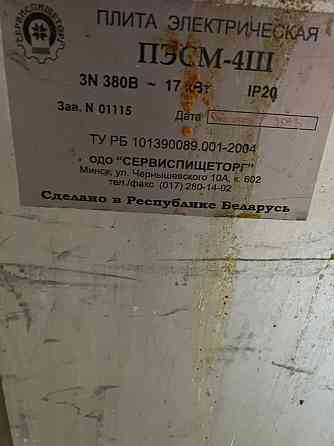 СЕРВИСПИЩЕТОРГ
ПЛИТА ЭЛЕКТРИЧЕСКАЯ
ПЭСМ-4Ш
3N 380В ~ 17 кВт IP20
Зав. N 01115 Дата
ТУ РБ 101390089.001-2004
ОДО "СЕРВИСПИЩЕТОРГ"
Минск, ул. Чернышевского 10А, к. 602
тел./факс (017) 280-14-02
Сделано в Республике Беларусь